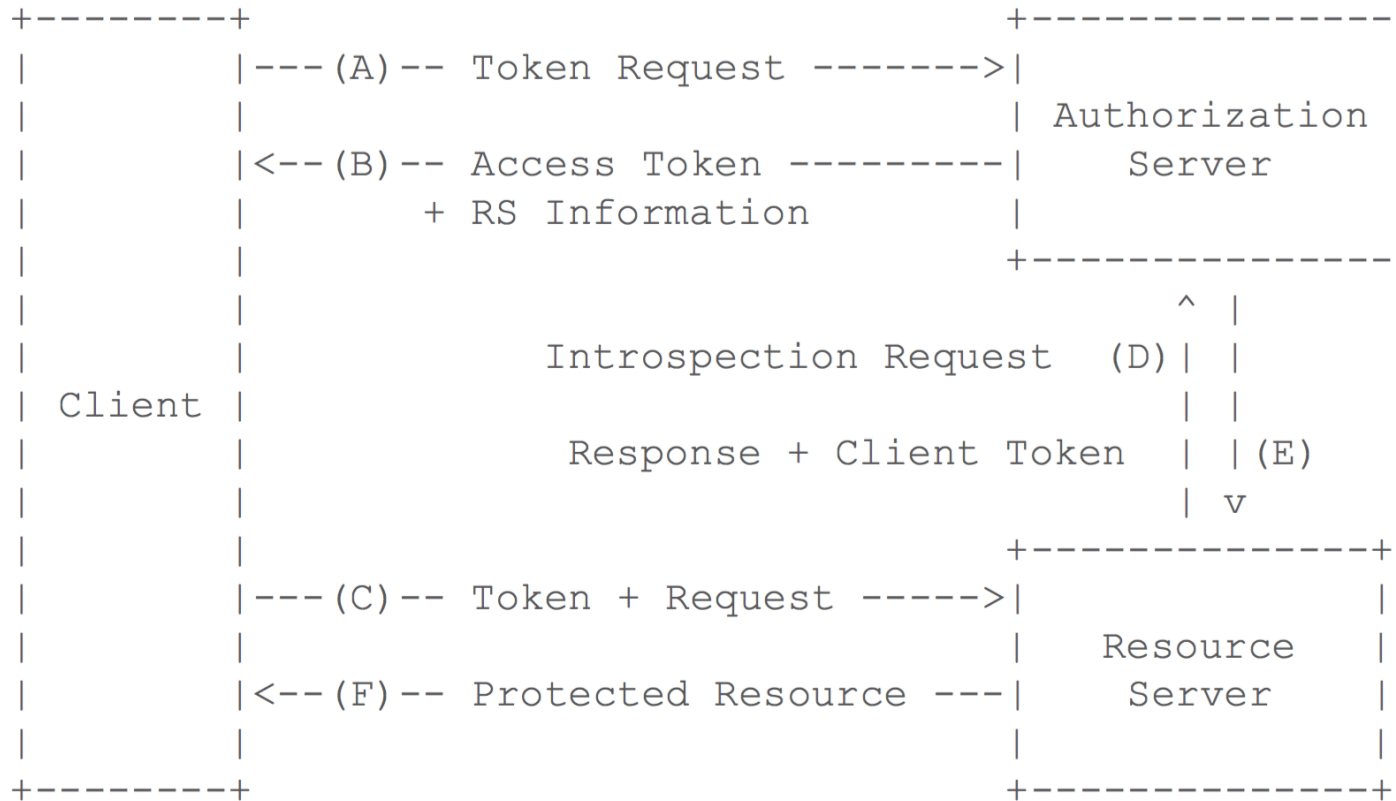 +--------+                               +---------------
|        |---(A)-- Token Request ------->|
|        |                               | Authorization
|        |<--(B)-- Access Token ---------|    Server
|        |       + RS Information        |
|        |                               +---------------
|        |                                      ^ |
|        |            Introspection Request  (D)| |
| Client |                                      | |
|        |             Response + Client Token  | |(E)
|        |                                      | v
|        |                               +---------------+
|        |---(C)-- Token + Request ----->|               |
|        |                               |   Resource    |
|        |<--(F)-- Protected Resource ---|    Server     |
|        |                               |               |
+--------+                               +---------------+